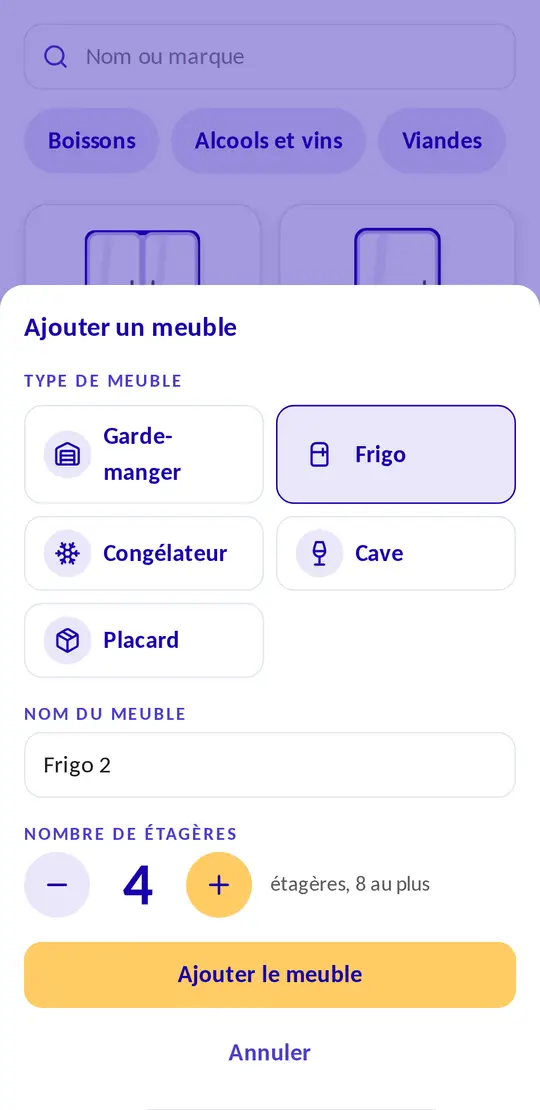 Nom ou marque
Boissons
Alcools et vins
Viandes
Ajouter un meuble
TYPE DE MEUBLE
Garde-
manger
Frigo
Congélateur
Cave
Placard
NOM DU MEUBLE
Frigo 2
NOMBRE DE ÉTAGÈRES
− 4 + étagères, 8 au plus
Ajouter le meuble
Annuler